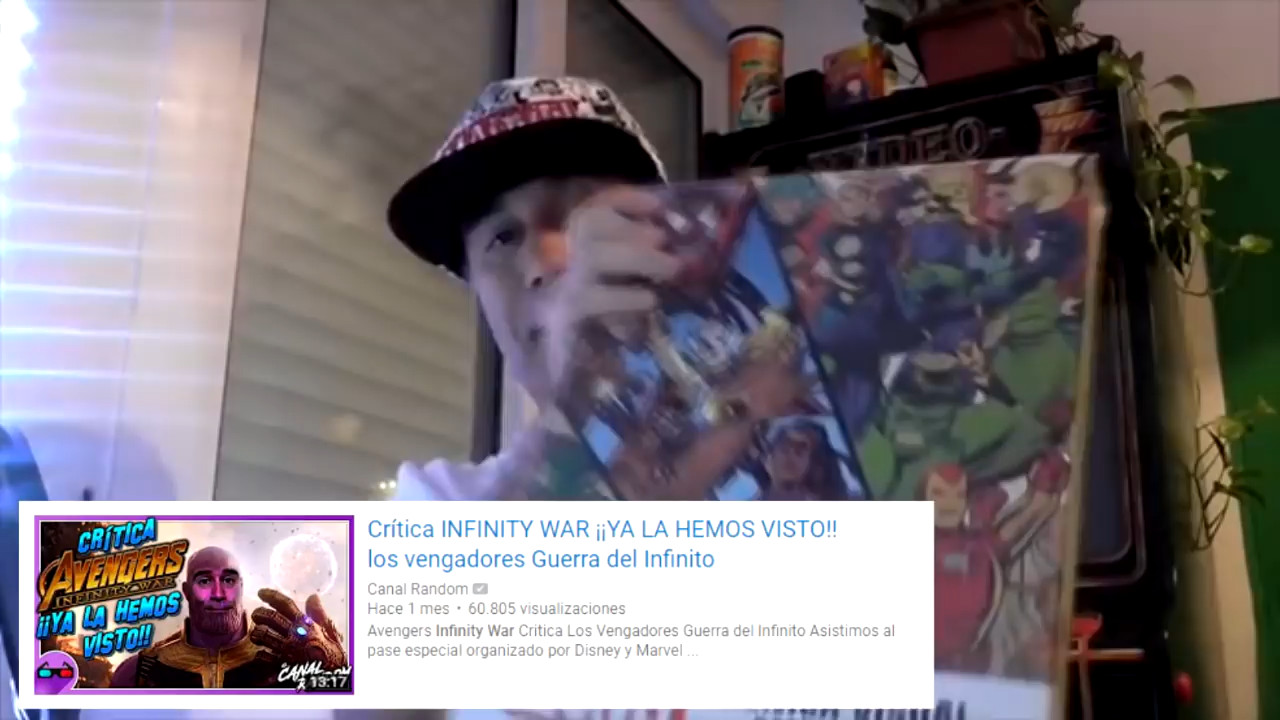 Crítica INFINITY WAR ¡¡YA LA HEMOS VISTO!!
los vengadores Guerra del Infinito
Canal Random
Hace 1 mes • 60.805 visualizaciones
Avengers Infinity War Critica Los Vengadores Guerra del Infinito Asistimos al
pase especial organizado por Disney y Marvel ...
CRÍTICA
AVENGERS
INFINITY WAR
¡¡YA LA HEMOS
VISTO!!
CANAL
13:17